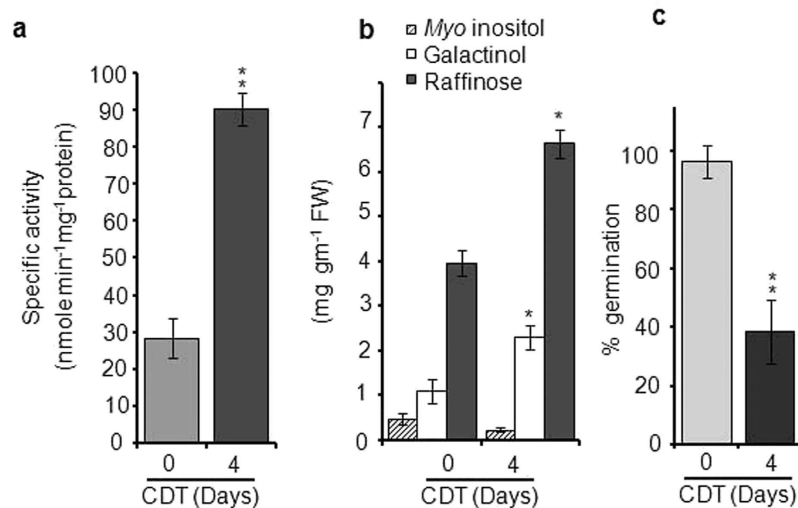 a
Specific activity
(nmole min⁻¹mg⁻¹protein)
100
90
80
70
60
50
40
30
20
10
0
**
0 4
CDT (Days)
b
Myo inositol
Galactinol
Raffinose
(mg gm⁻¹ FW)
7
6
5
4
3
2
1
0
*
*
0 4
CDT (Days)
c
% germination
100
80
60
40
20
0
**
0 4
CDT (Days)